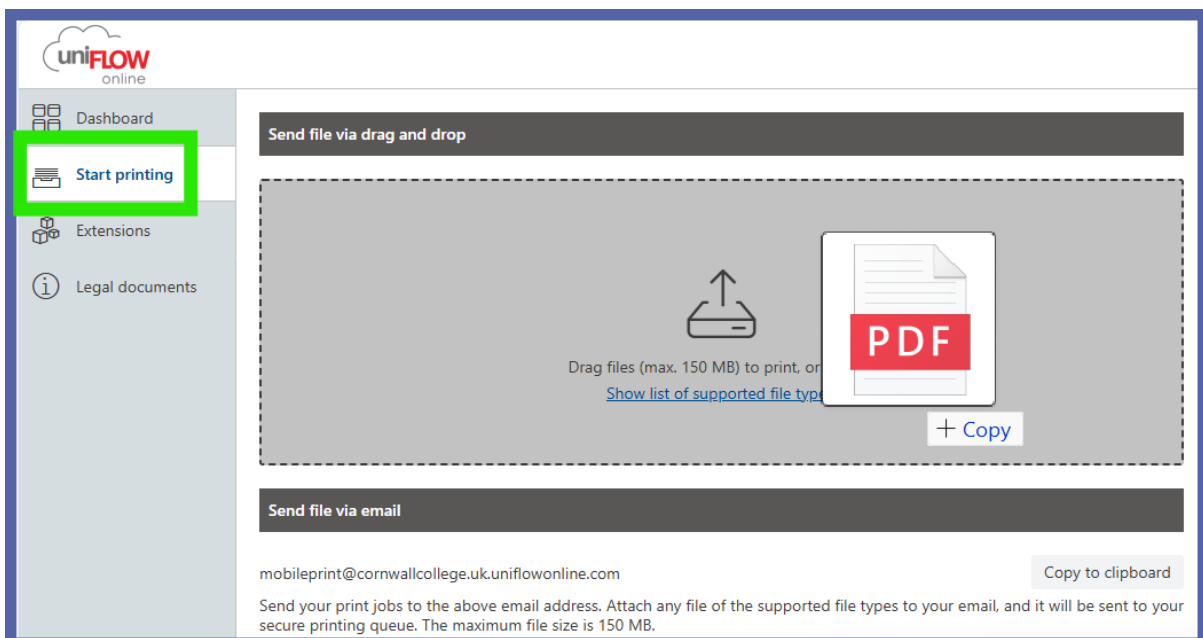 uniFLOW
online
Dashboard
Start printing
Extensions
Legal documents
Send file via drag and drop
Drag files (max. 150 MB) to print, or
Show list of supported file type
PDF
+ Copy
Send file via email
mobileprint@cornwallcollege.uk.uniflowonline.com
Copy to clipboard
Send your print jobs to the above email address. Attach any file of the supported file types to your email, and it will be sent to your
secure printing queue. The maximum file size is 150 MB.